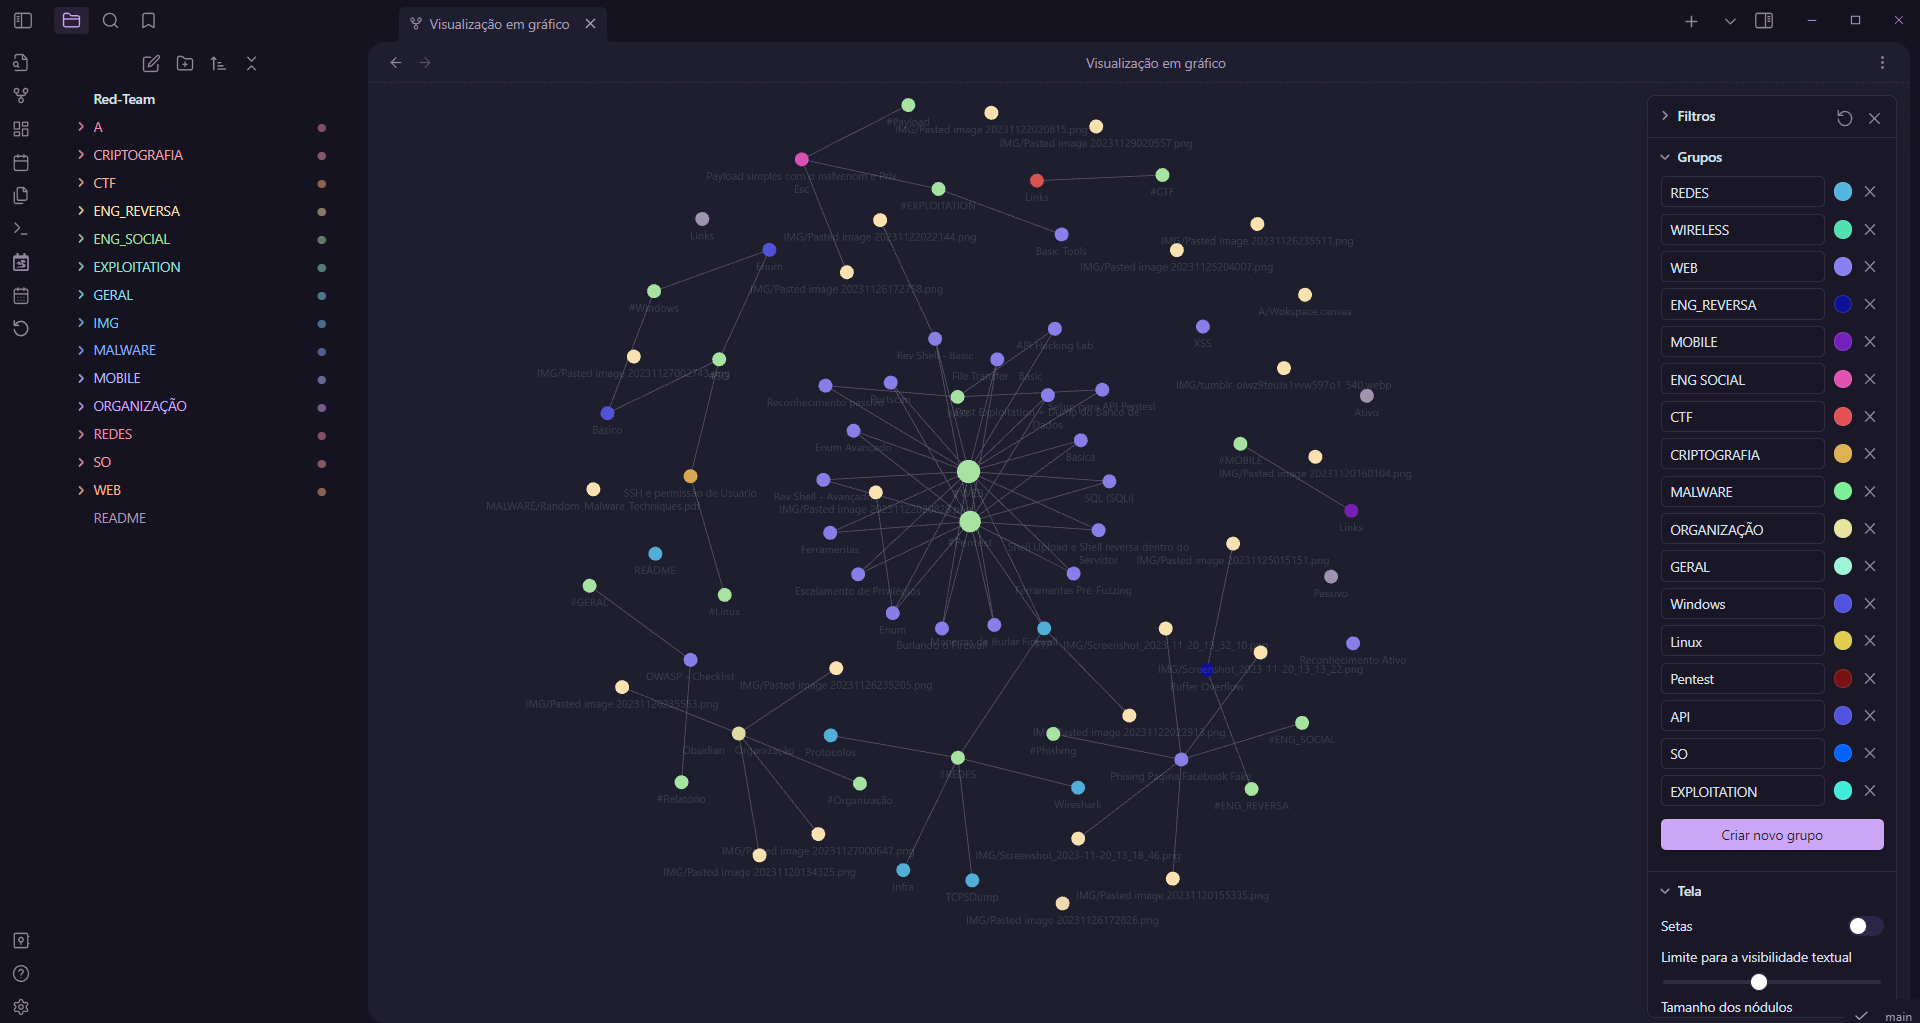 Visualização em gráfico
Visualização em gráfico
Red-Team
A
CRIPTOGRAFIA
CTF
ENG_REVERSA
ENG_SOCIAL
EXPLOITATION
GERAL
IMG
MALWARE
MOBILE
ORGANIZAÇÃO
REDES
SO
WEB
README
#Payload
IMG/Pasted image 20231122020815.png
IMG/Pasted image 20231129020557.png
Payload simples com o msfvenom e Priv
Esc
#EXPLOITATION
Links
#CTF
Links
IMG/Pasted image 20231122022144.png
Basic Tools
IMG/Pasted image 20231126235511.png
Enum
IMG/Pasted image 20231125204007.png
IMG/Pasted image 20231126172758.png
#Windows
A/Wokspace.canvas
XSS
API Hacking Lab
Rev Shell - Basic
File Transfer - Basic
IMG/Pasted image 20231127002743.png
IMG/tumblr_oiwz9teuJx1vvw597o1_540.webp
Reconhecimento passivo
Portscan
Post Exploitation + Dump do Banco de
Dados
Ativo
Básico
Enum Avançado
Básica
#MOBILE
IMG/Pasted image 20231120160104.png
SSH e permissão de Usuário
MALWARE/Random Malware Techniques.pdf
Rev Shell - Avançado
#WEB
SQL (SQLi)
Links
Ferramentas
#Pentest
Shell Upload e Shell reversa dentro do
Servidor
IMG/Pasted image 20231125015151.png
README
Escalamento de Privilégios
Ferramentas Pré Fuzzing
Passivo
#GERAL
#Linux
Enum
Burlando o Firewall
Maneiras de Burlar Firewall
FTP
IMG/Screenshot_2023-11-20_13_32_10.png
Reconhecimento Ativo
IMG/Screenshot_2023-11-20_13_13_22.png
Buffer Overflow
OWASP - Checklist
IMG/Pasted image 20231126235205.png
IMG/Pasted image 20231126235553.png
IMG/Pasted image 20231122022913.png
#ENG_SOCIAL
Obsidian - Organização
Protocolos
#Phishing
#REDES
Phising Pagina Facebook Fake
#Relatório
#Organização
Wireshark
#ENG_REVERSA
IMG/Pasted image 20231127000647.png
IMG/Screenshot_2023-11-20_13_18_46.png
IMG/Pasted image 20231120134325.png
Infra
TCPSDump
IMG/Pasted image 20231120155335.png
IMG/Pasted image 20231126172826.png
Filtros
Grupos
REDES
WIRELESS
WEB
ENG_REVERSA
MOBILE
ENG SOCIAL
CTF
CRIPTOGRAFIA
MALWARE
ORGANIZAÇÃO
GERAL
Windows
Linux
Pentest
API
SO
EXPLOITATION
Criar novo grupo
Tela
Setas
Limite para a visibilidade textual
Tamanho dos nódulos
main